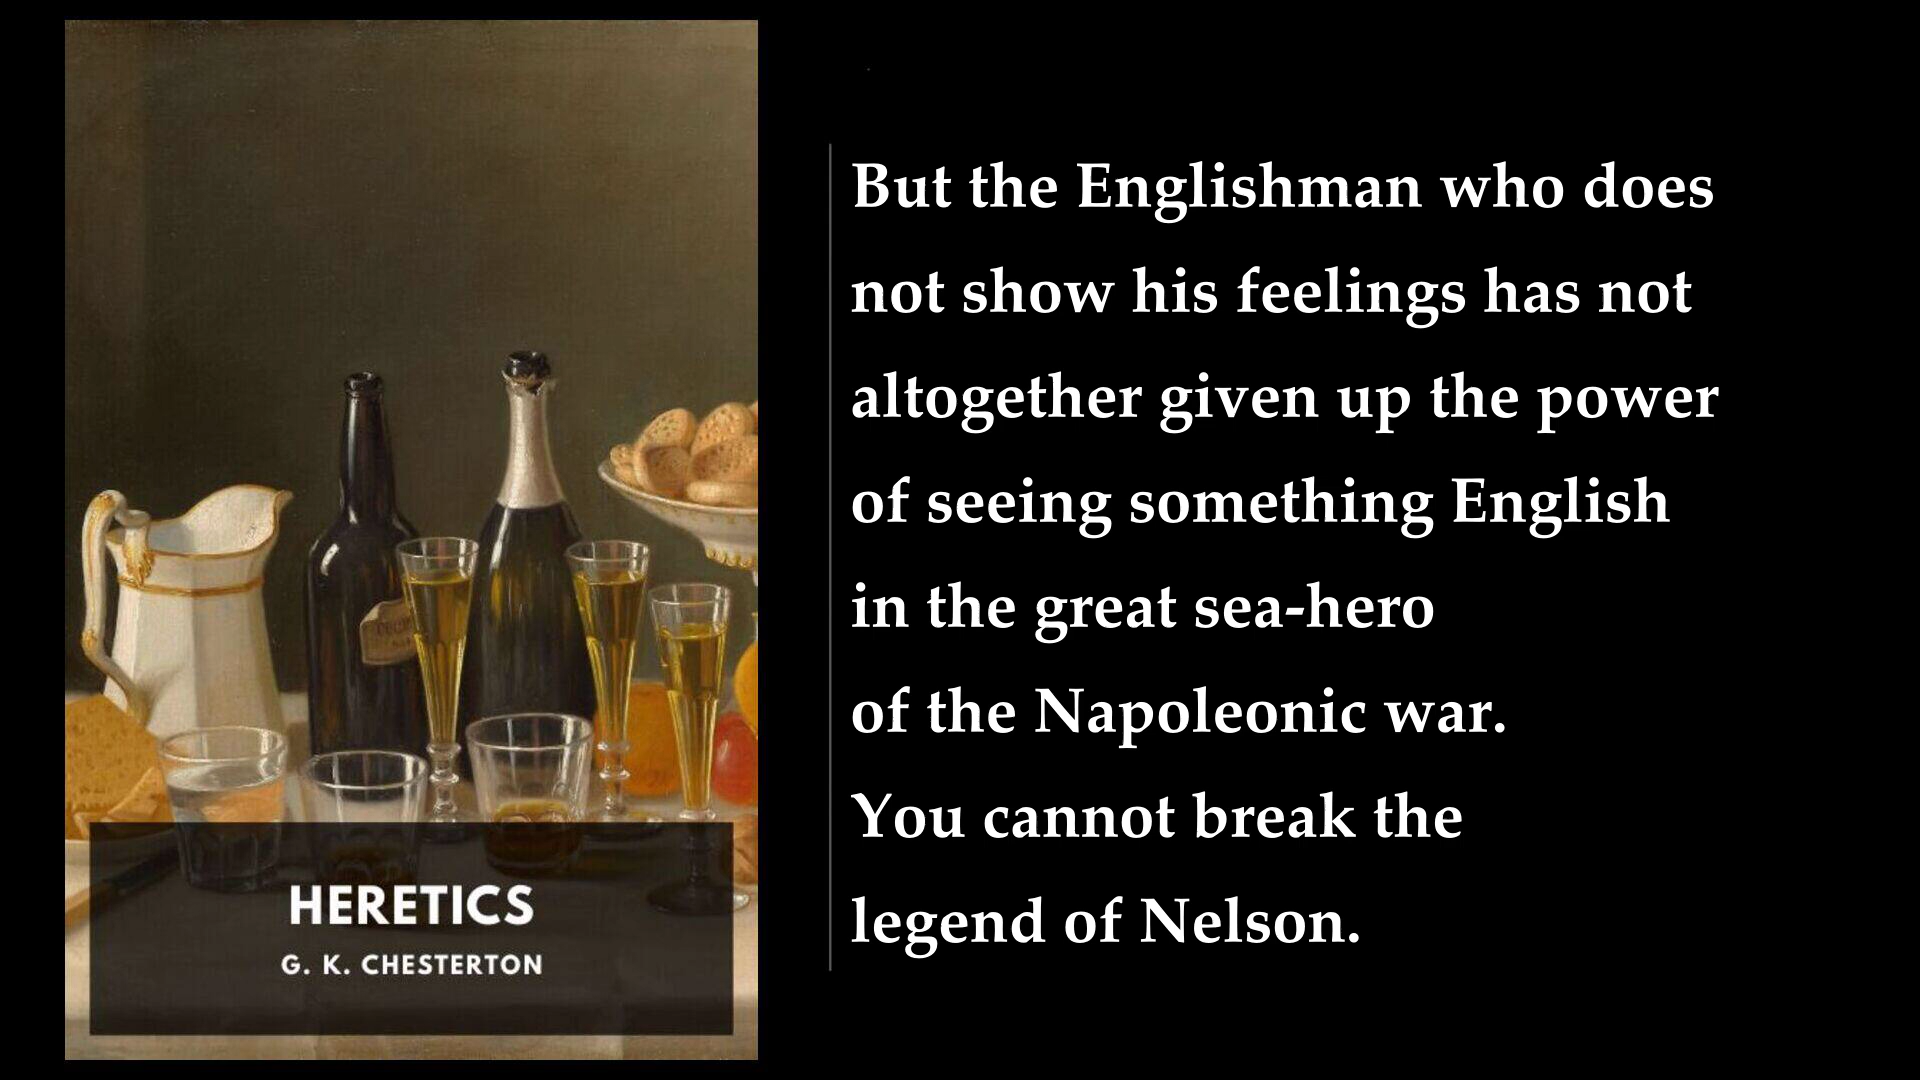 HERETICS
G. K. CHESTERTON
But the Englishman who does
not show his feelings has not
altogether given up the power
of seeing something English
in the great sea-hero
of the Napoleonic war.
You cannot break the
legend of Nelson.